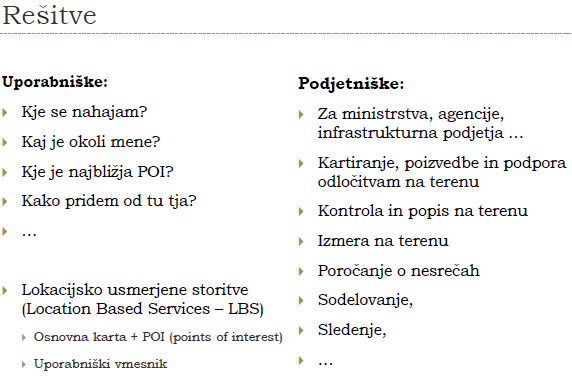 Rešitve
Uporabniške:
Kje se nahajam?
Kaj je okoli mene?
Kje je najbližja POI?
Kako pridem od tu tja?
...
Lokacijsko usmerjene storitve
(Location Based Services – LBS)
Osnovna karta + POI (points of interest)
Uporabniški vmesnik
Podjetniške:
Za ministrstva, agencije,
infrastrukturna podjetja ...
Kartiranje, poizvedbe in podpora
odločitvam na terenu
Kontrola in popis na terenu
Izmera na terenu
Poročanje o nesrečah
Sodelovanje,
Sledenje,
...